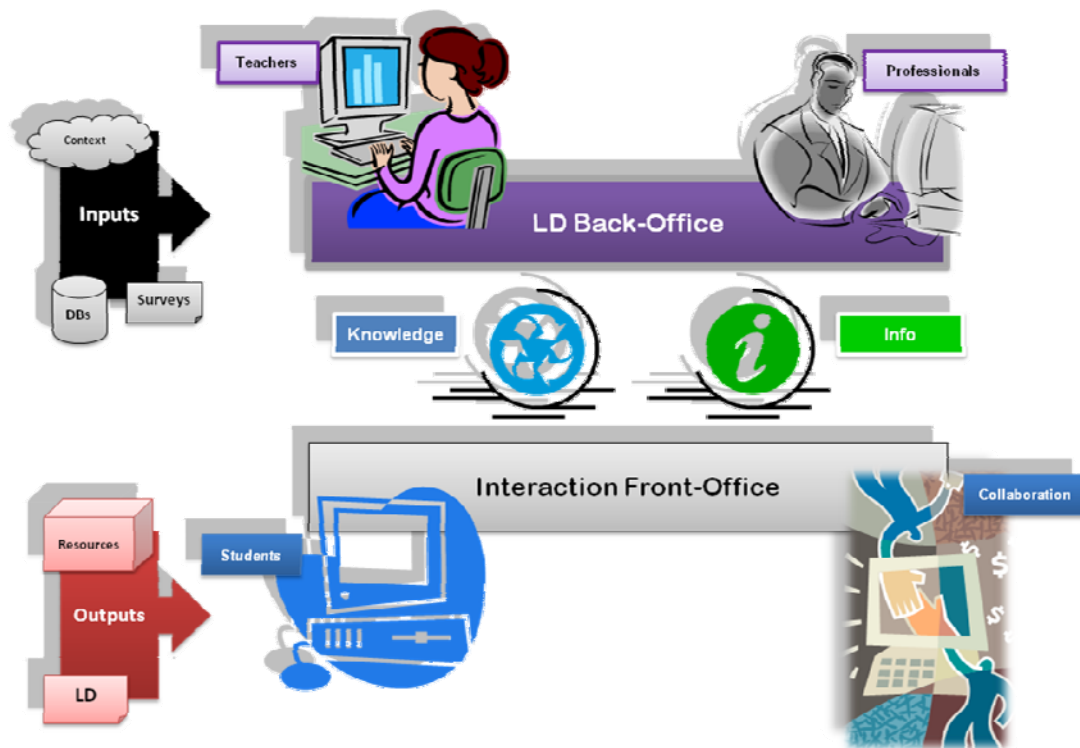 Teachers
Professionals
Context
Inputs
LD Back-Office
DBs
Surveys
Knowledge
Info
Interaction Front-Office
Collaboration
Resources
Students
Outputs
LD